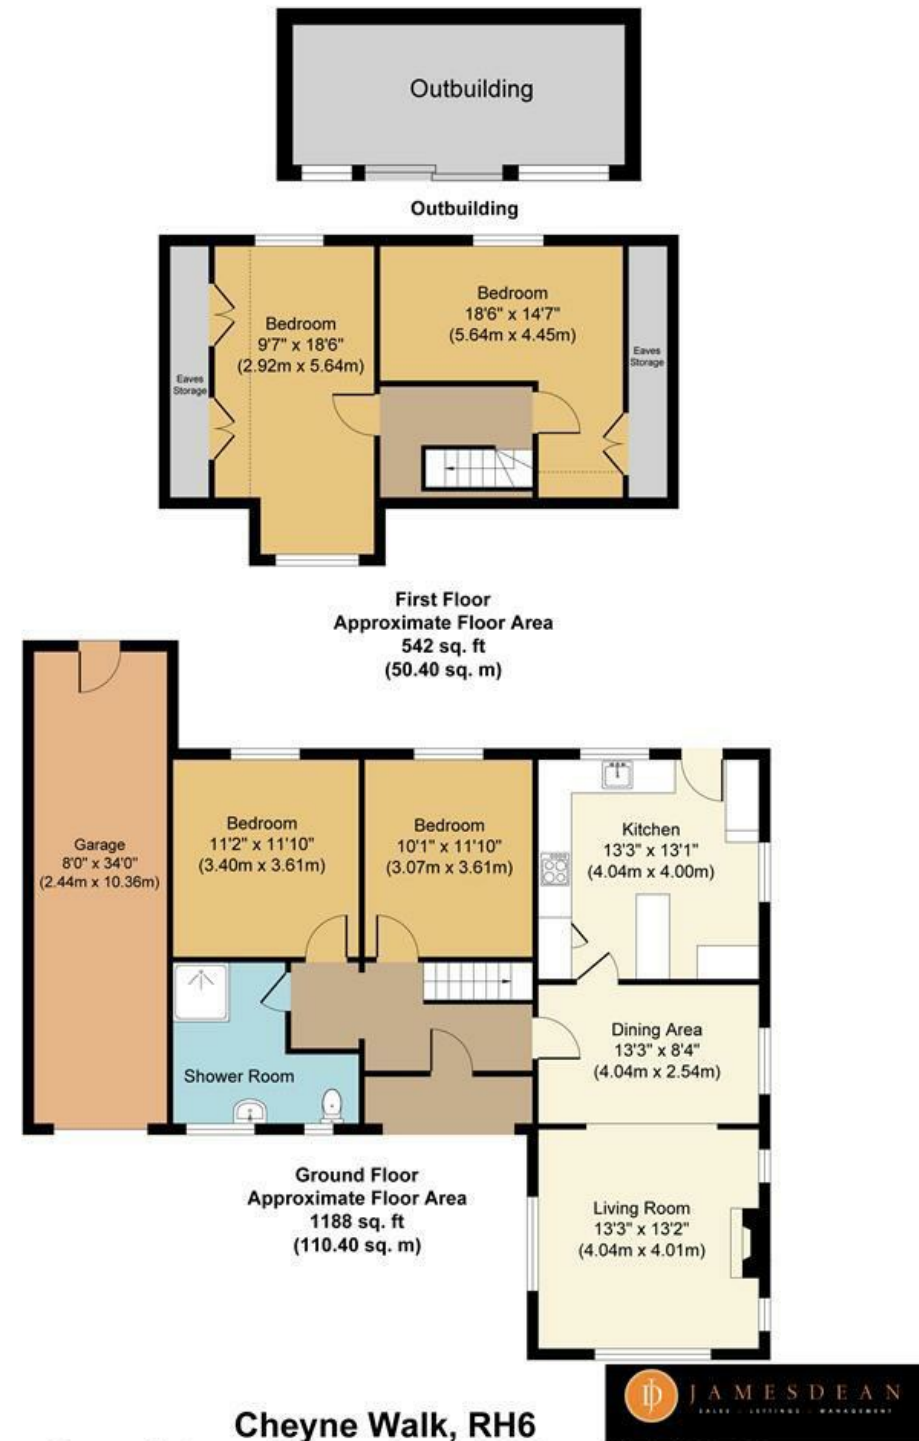 Outbuilding
Outbuilding
Bedroom
9'7" x 18'6"
(2.92m x 5.64m)
Bedroom
18'6" x 14'7"
(5.64m x 4.45m)
Eaves
Storage
Eaves
Storage
First Floor
Approximate Floor Area
542 sq. ft
(50.40 sq. m)
Garage
8'0" x 34'0"
(2.44m x 10.36m)
Bedroom
11'2" x 11'10"
(3.40m x 3.61m)
Bedroom
10'1" x 11'10"
(3.07m x 3.61m)
Kitchen
13'3" x 13'1"
(4.04m x 4.00m)
Dining Area
13'3" x 8'4"
(4.04m x 2.54m)
Shower Room
Living Room
13'3" x 13'2"
(4.04m x 4.01m)
Ground Floor
Approximate Floor Area
1188 sq. ft
(110.40 sq. m)
JAMESDEAN
SALES · LETTINGS · MANAGEMENT
Cheyne Walk, RH6